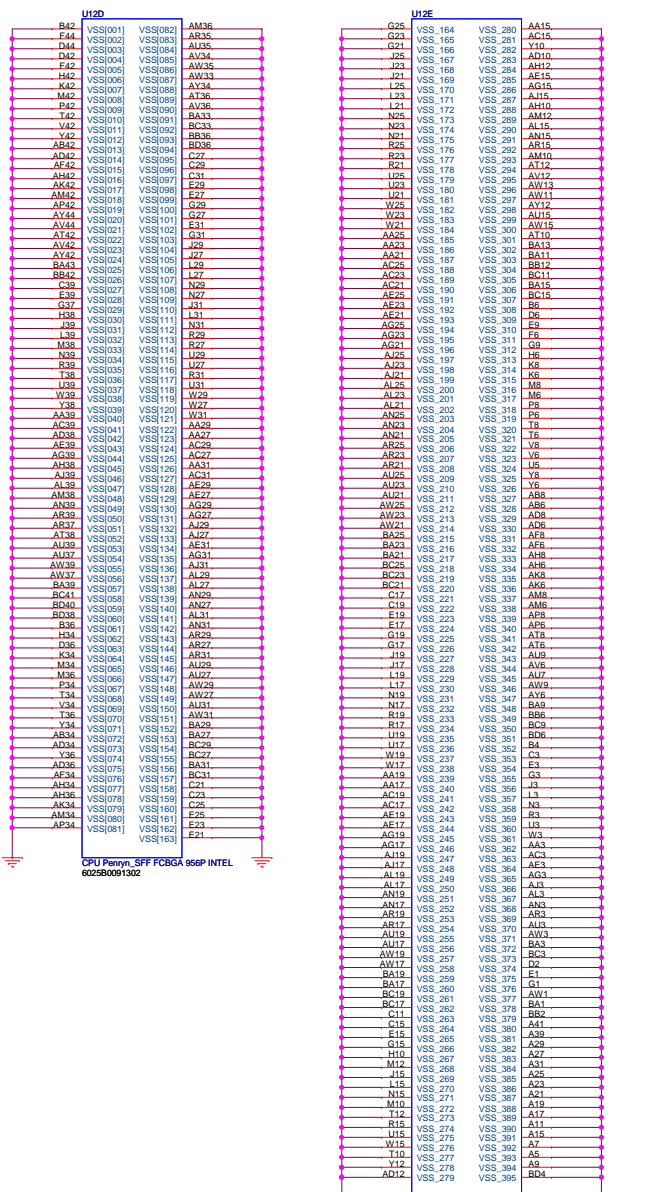 U12D
B42 VSS[001] VSS[082] AM36
F44 VSS[002] VSS[083] AR35
D44 VSS[003] VSS[084] AU35
D42 VSS[004] VSS[085] AV34
F42 VSS[005] VSS[086] AW35
H42 VSS[006] VSS[087] AW33
K42 VSS[007] VSS[088] AY34
M42 VSS[008] VSS[089] AT36
P42 VSS[009] VSS[090] AV36
T42 VSS[010] VSS[091] BA33
V42 VSS[011] VSS[092] BC33
Y42 VSS[012] VSS[093] BB36
AB42 VSS[013] VSS[094] BD36
AD42 VSS[014] VSS[095] C27
AF42 VSS[015] VSS[096] C29
AH42 VSS[016] VSS[097] C31
AK42 VSS[017] VSS[098] E29
AM42 VSS[018] VSS[099] E27
AP42 VSS[019] VSS[100] G29
AY44 VSS[020] VSS[101] G27
AV44 VSS[021] VSS[102] E31
AT42 VSS[022] VSS[103] G31
AV42 VSS[023] VSS[104] J29
AY42 VSS[024] VSS[105] J27
BA43 VSS[025] VSS[106] L29
BB42 VSS[026] VSS[107] L27
C39 VSS[027] VSS[108] N29
E39 VSS[028] VSS[109] N27
G37 VSS[029] VSS[110] J31
H38 VSS[030] VSS[111] L31
J39 VSS[031] VSS[112] N31
L39 VSS[032] VSS[113] R29
M38 VSS[033] VSS[114] R27
N39 VSS[034] VSS[115] U29
R39 VSS[035] VSS[116] U27
T38 VSS[036] VSS[117] R31
U39 VSS[037] VSS[118] U31
W39 VSS[038] VSS[119] W29
Y38 VSS[039] VSS[120] W27
AA39 VSS[040] VSS[121] W31
AC39 VSS[041] VSS[122] AA29
AD38 VSS[042] VSS[123] AA27
AE39 VSS[043] VSS[124] AC29
AG39 VSS[044] VSS[125] AC27
AH38 VSS[045] VSS[126] AA31
AJ39 VSS[046] VSS[127] AC31
AL39 VSS[047] VSS[128] AE29
AM38 VSS[048] VSS[129] AE27
AN39 VSS[049] VSS[130] AG29
AR39 VSS[050] VSS[131] AG27
AR37 VSS[051] VSS[132] AJ29
AT38 VSS[052] VSS[133] AJ27
AU39 VSS[053] VSS[134] AE31
AU37 VSS[054] VSS[135] AG31
AW39 VSS[055] VSS[136] AJ31
AW37 VSS[056] VSS[137] AL29
BA39 VSS[057] VSS[138] AL27
BC41 VSS[058] VSS[139] AN29
BD40 VSS[059] VSS[140] AN27
BD38 VSS[060] VSS[141] AL31
B36 VSS[061] VSS[142] AN31
H34 VSS[062] VSS[143] AR29
D36 VSS[063] VSS[144] AR27
K34 VSS[064] VSS[145] AR31
M34 VSS[065] VSS[146] AU29
M36 VSS[066] VSS[147] AU27
P34 VSS[067] VSS[148] AW29
T34 VSS[068] VSS[149] AW27
V34 VSS[069] VSS[150] AU31
T36 VSS[070] VSS[151] AW31
Y34 VSS[071] VSS[152] BA29
AB34 VSS[072] VSS[153] BA27
AD34 VSS[073] VSS[154] BC29
Y36 VSS[074] VSS[155] BC27
AD36 VSS[075] VSS[156] BA31
AF34 VSS[076] VSS[157] BC31
AH34 VSS[077] VSS[158] C21
AH36 VSS[078] VSS[159] C23
AK34 VSS[079] VSS[160] C25
AM34 VSS[080] VSS[161] E25
AP34 VSS[081] VSS[162] E23
VSS[163] E21
CPU Penryn_SFF FCBGA 956P INTEL
6025B0091302
U12E
G25 VSS_164 VSS_280 AA15
G23 VSS_165 VSS_281 AC15
G21 VSS_166 VSS_282 Y10
J25 VSS_167 VSS_283 AD10
J23 VSS_168 VSS_284 AH12
J21 VSS_169 VSS_285 AE15
L25 VSS_170 VSS_286 AG15
L23 VSS_171 VSS_287 AJ15
L21 VSS_172 VSS_288 AH10
N25 VSS_173 VSS_289 AM12
N23 VSS_174 VSS_290 AL15
N21 VSS_175 VSS_291 AN15
R25 VSS_176 VSS_292 AR15
R23 VSS_177 VSS_293 AM10
R21 VSS_178 VSS_294 AT12
U25 VSS_179 VSS_295 AV12
U23 VSS_180 VSS_296 AW13
U21 VSS_181 VSS_297 AW11
W25 VSS_182 VSS_298 AY12
W23 VSS_183 VSS_299 AU15
W21 VSS_184 VSS_300 AW15
AA25 VSS_185 VSS_301 AT10
AA23 VSS_186 VSS_302 BA13
AA21 VSS_187 VSS_303 BA11
AC25 VSS_188 VSS_304 BB12
AC23 VSS_189 VSS_305 BC11
AC21 VSS_190 VSS_306 BA15
AE25 VSS_191 VSS_307 BC15
AE23 VSS_192 VSS_308 B6
AE21 VSS_193 VSS_309 D6
AG25 VSS_194 VSS_310 E9
AG23 VSS_195 VSS_311 F6
AG21 VSS_196 VSS_312 G9
AJ25 VSS_197 VSS_313 H6
AJ23 VSS_198 VSS_314 K8
AJ21 VSS_199 VSS_315 K6
AL25 VSS_200 VSS_316 M8
AL23 VSS_201 VSS_317 M6
AL21 VSS_202 VSS_318 P8
AN25 VSS_203 VSS_319 P6
AN23 VSS_204 VSS_320 T8
AN21 VSS_205 VSS_321 T6
AR25 VSS_206 VSS_322 V8
AR23 VSS_207 VSS_323 V6
AR21 VSS_208 VSS_324 U5
AU25 VSS_209 VSS_325 Y8
AU23 VSS_210 VSS_326 Y6
AU21 VSS_211 VSS_327 AB8
AW25 VSS_212 VSS_328 AB6
AW23 VSS_213 VSS_329 AD8
AW21 VSS_214 VSS_330 AD6
BA25 VSS_215 VSS_331 AF8
BA23 VSS_216 VSS_332 AF6
BA21 VSS_217 VSS_333 AH8
BC25 VSS_218 VSS_334 AH6
BC23 VSS_219 VSS_335 AK8
BC21 VSS_220 VSS_336 AK6
C17 VSS_221 VSS_337 AM8
C19 VSS_222 VSS_338 AM6
E19 VSS_223 VSS_339 AP8
E17 VSS_224 VSS_340 AP6
G19 VSS_225 VSS_341 AT8
G17 VSS_226 VSS_342 AT6
J19 VSS_227 VSS_343 AU9
J17 VSS_228 VSS_344 AV6
L19 VSS_229 VSS_345 AU7
L17 VSS_230 VSS_346 AW9
N19 VSS_231 VSS_347 AY6
N17 VSS_232 VSS_348 BA9
R19 VSS_233 VSS_349 BB6
R17 VSS_234 VSS_350 BC9
U19 VSS_235 VSS_351 BD6
U17 VSS_236 VSS_352 B4
W19 VSS_237 VSS_353 C3
W17 VSS_238 VSS_354 E3
AA19 VSS_239 VSS_355 G3
AA17 VSS_240 VSS_356 J3
AC19 VSS_241 VSS_357 L3
AC17 VSS_242 VSS_358 N3
AE19 VSS_243 VSS_359 R3
AE17 VSS_244 VSS_360 U3
AG19 VSS_245 VSS_361 W3
AG17 VSS_246 VSS_362 AA3
AJ19 VSS_247 VSS_363 AC3
AJ17 VSS_248 VSS_364 AE3
AL19 VSS_249 VSS_365 AG3
AL17 VSS_250 VSS_366 AJ3
AN19 VSS_251 VSS_367 AL3
AN17 VSS_252 VSS_368 AN3
AR19 VSS_253 VSS_369 AR3
AR17 VSS_254 VSS_370 AU3
AU19 VSS_255 VSS_371 AW3
AU17 VSS_256 VSS_372 BA3
AW19 VSS_257 VSS_373 BC3
AW17 VSS_258 VSS_374 D2
BA19 VSS_259 VSS_375 E1
BA17 VSS_260 VSS_376 G1
BC19 VSS_261 VSS_377 AW1
BC17 VSS_262 VSS_378 BA1
C11 VSS_263 VSS_379 BB2
C15 VSS_264 VSS_380 A41
E15 VSS_265 VSS_381 A39
G15 VSS_266 VSS_382 A29
H10 VSS_267 VSS_383 A27
M12 VSS_268 VSS_384 A31
J15 VSS_269 VSS_385 A25
L15 VSS_270 VSS_386 A23
N15 VSS_271 VSS_387 A21
M10 VSS_272 VSS_388 A19
T12 VSS_273 VSS_389 A17
R15 VSS_274 VSS_390 A11
U15 VSS_275 VSS_391 A15
W15 VSS_276 VSS_392 A7
T10 VSS_277 VSS_393 A5
Y12 VSS_278 VSS_394 A9
AD12 VSS_279 VSS_395 BD4